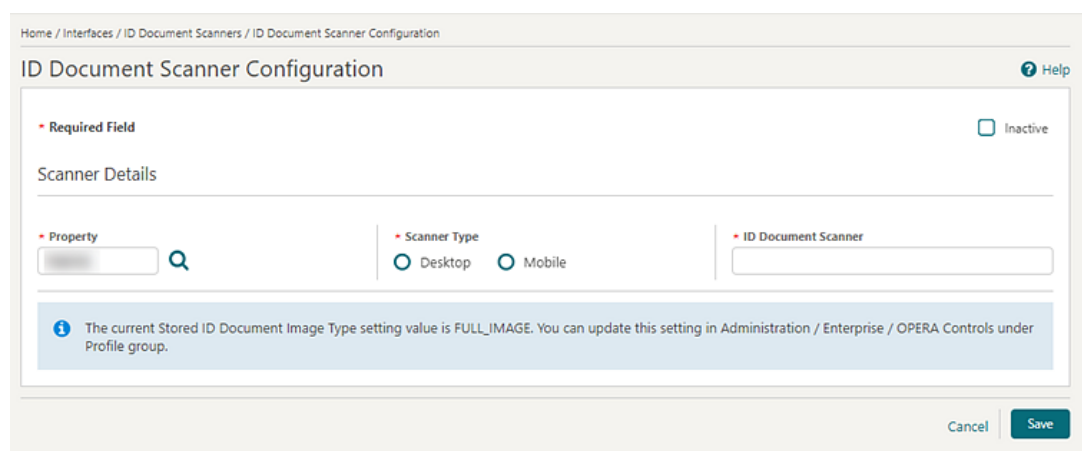 Home / Interfaces / ID Document Scanners / ID Document Scanner Configuration
ID Document Scanner Configuration
Help
* Required Field
Inactive
Scanner Details
* Property
* Scanner Type
* ID Document Scanner
Desktop
Mobile
The current Stored ID Document Image Type setting value is FULL_IMAGE. You can update this setting in Administration / Enterprise / OPERA Controls under
Profile group.
Cancel
Save